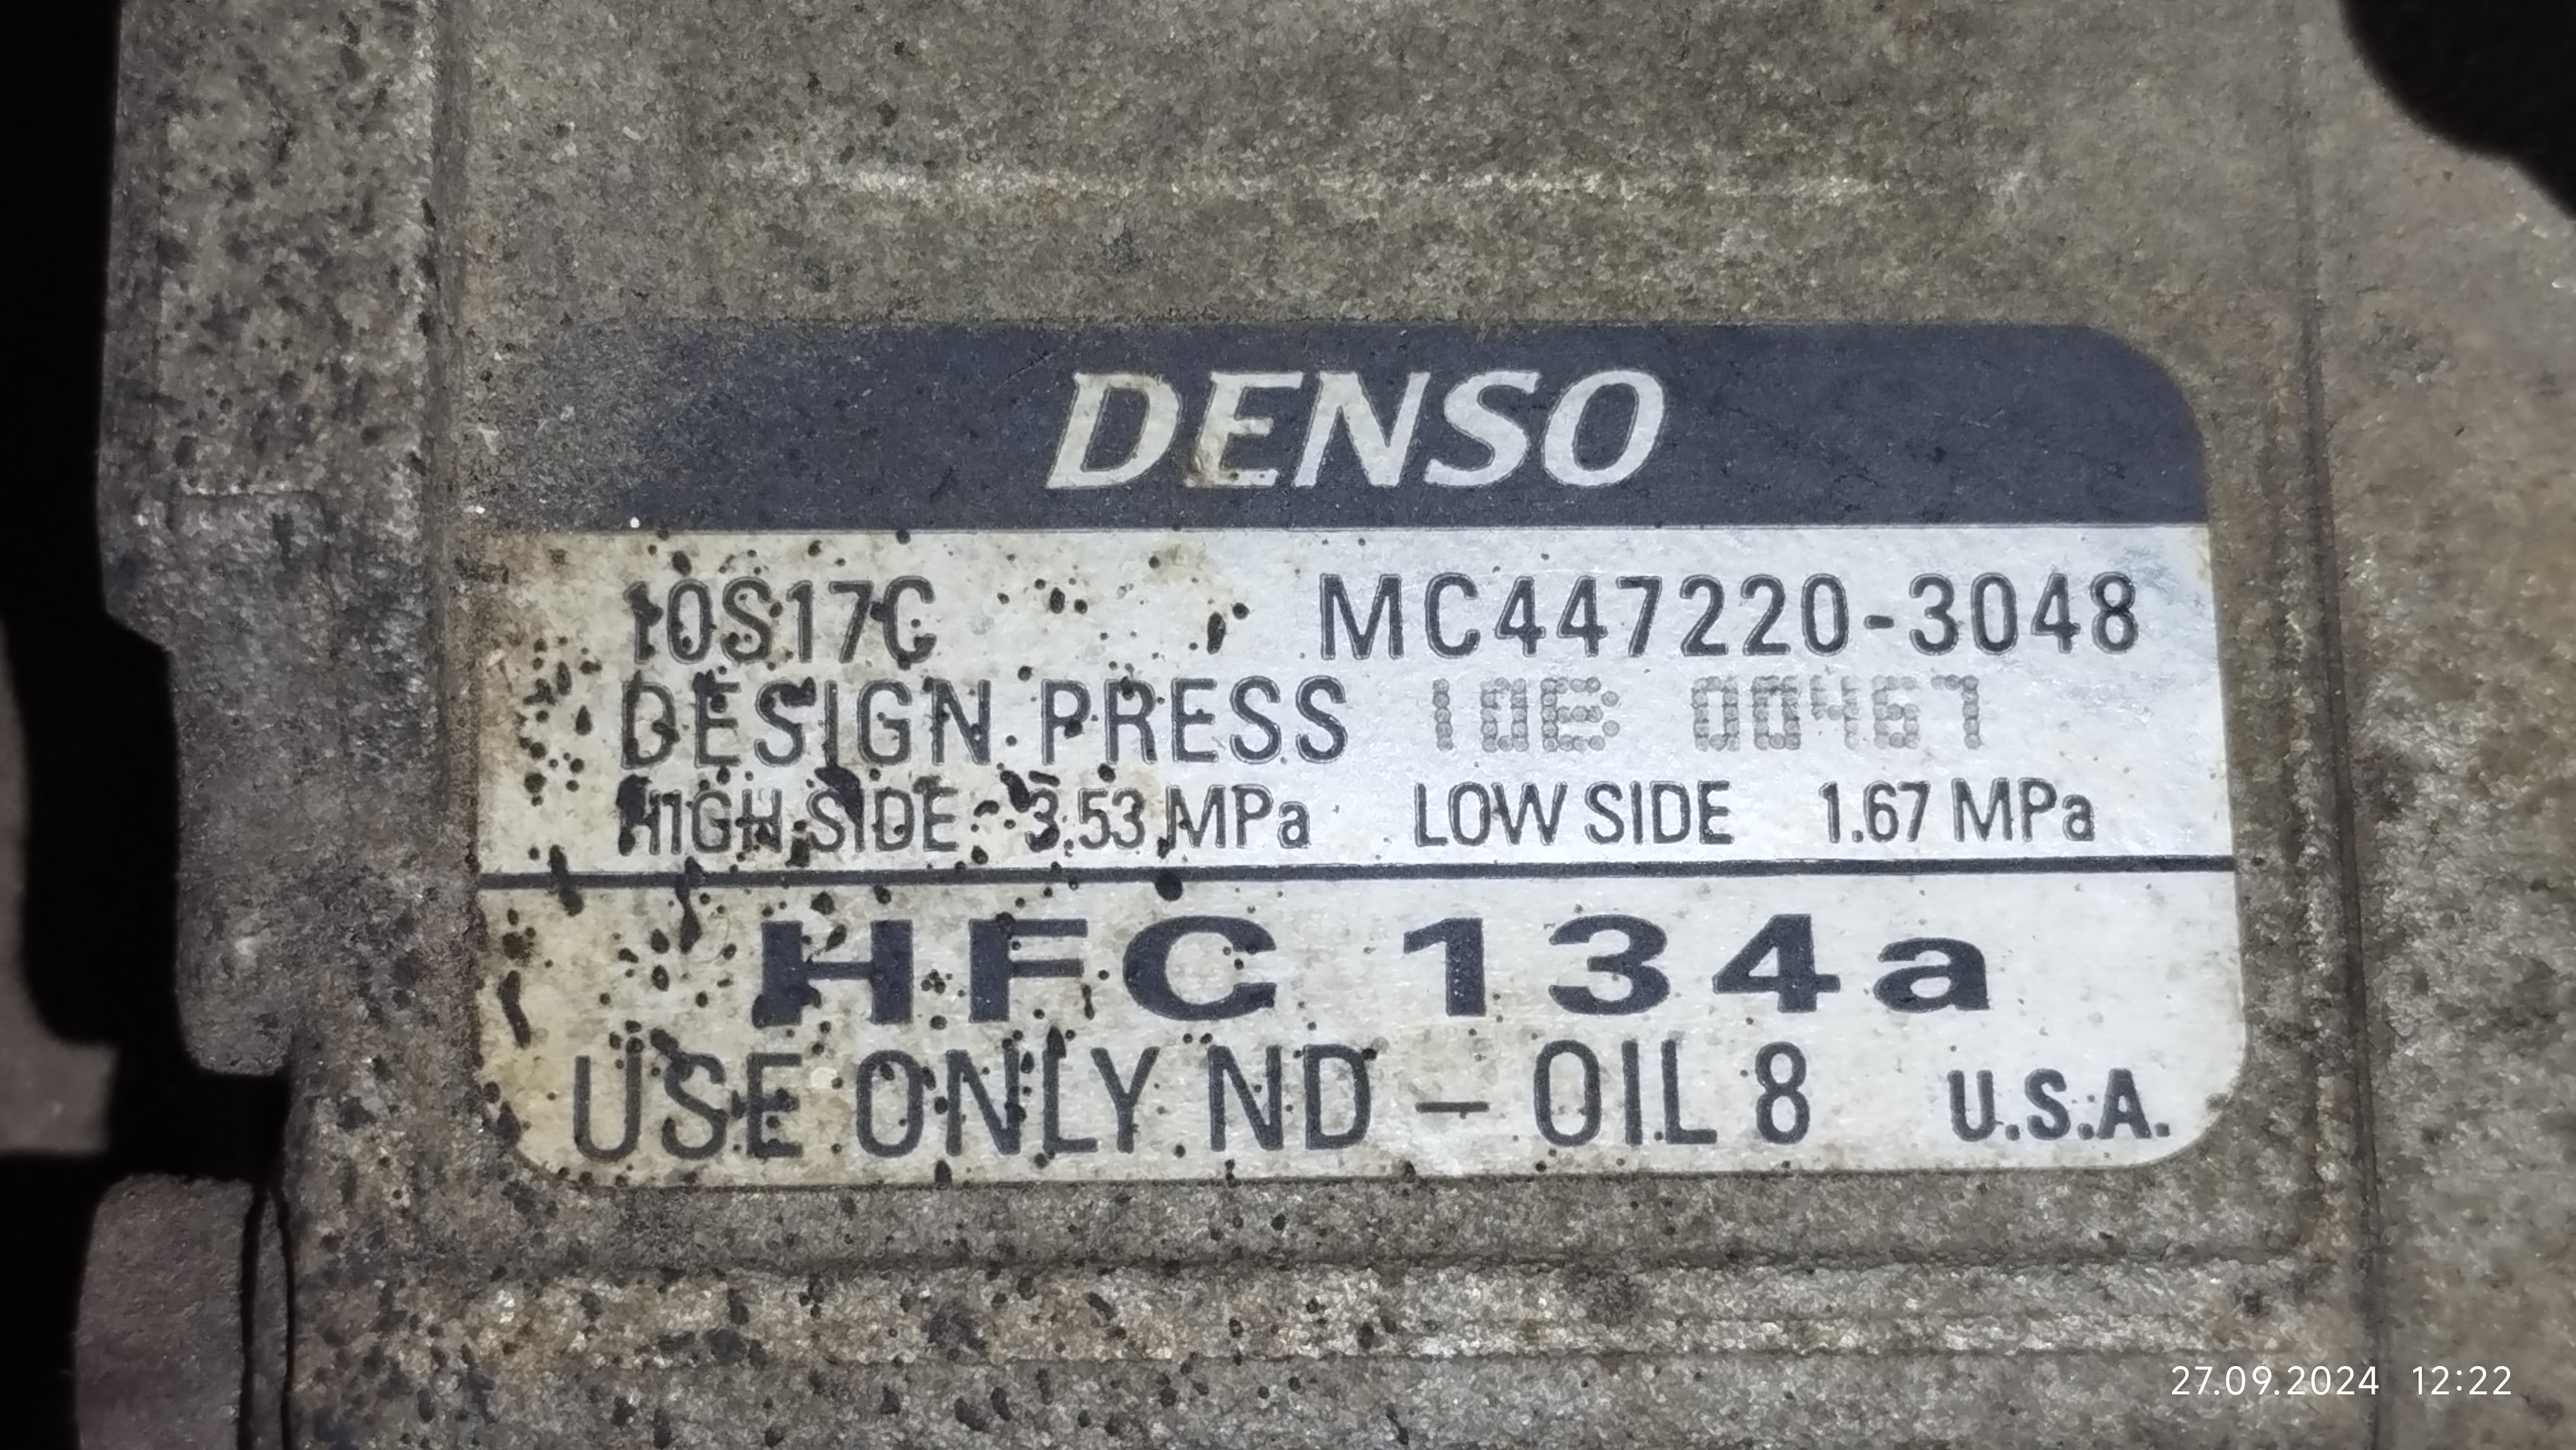 DENSO
10S17C MC447220-3048
DESIGN PRESS 10E 00467
HIGH SIDE 3.53 MPa LOW SIDE 1.67 MPa
HFC 134a
USE ONLY ND - OIL 8 U.S.A.
27.09.2024 12:22